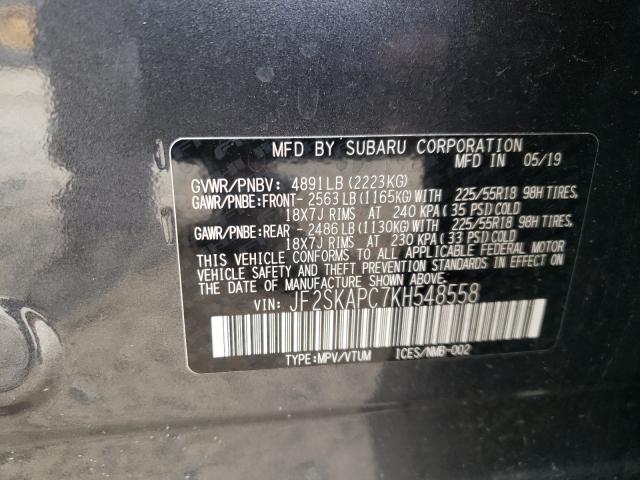 MFD BY SUBARU CORPORATION
MFD IN 05/19
GVWR/PNBV: 4891LB(2223KG)
GAWR/PNBE:FRONT- 2563LB(1165KG)WITH 225/55R18 98H TIRES,
18X7J RIMS AT 240 KPA(35 PSI)COLD
GAWR/PNBE:REAR - 2486LB(1130KG)WITH 225/55R18 98H TIRES,
18X7J RIMS AT 230 KPA(33 PSI)COLD
THIS VEHICLE CONFORMS TO ALL APPLICABLE FEDERAL MOTOR
VEHICLE SAFETY AND THEFT PREVENTION STANDARDS IN EFFECT
ON THE DATE OF MANUFACTURE SHOWN ABOVE.
VIN: JF2SKAPC7KH548558
TYPE:MPV/VTUM ICES/NMB-002